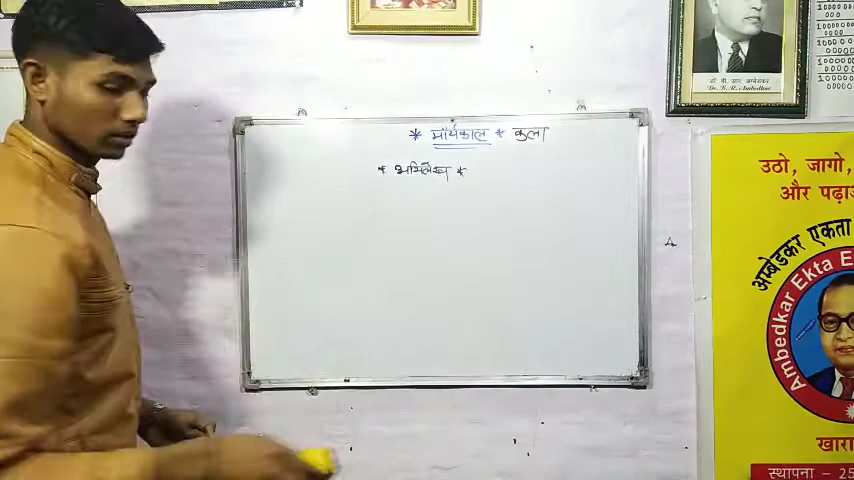 * मौर्यकाल * कला
* अभिलेख *
डॉ. बी. आर. अम्बेडकर
Dr. B. R. Ambedkar
उठो, जागो,
और पढ़ा
अम्बेडकर एकता
Ambedkar Ekta E
खारा
स्थापना - 25